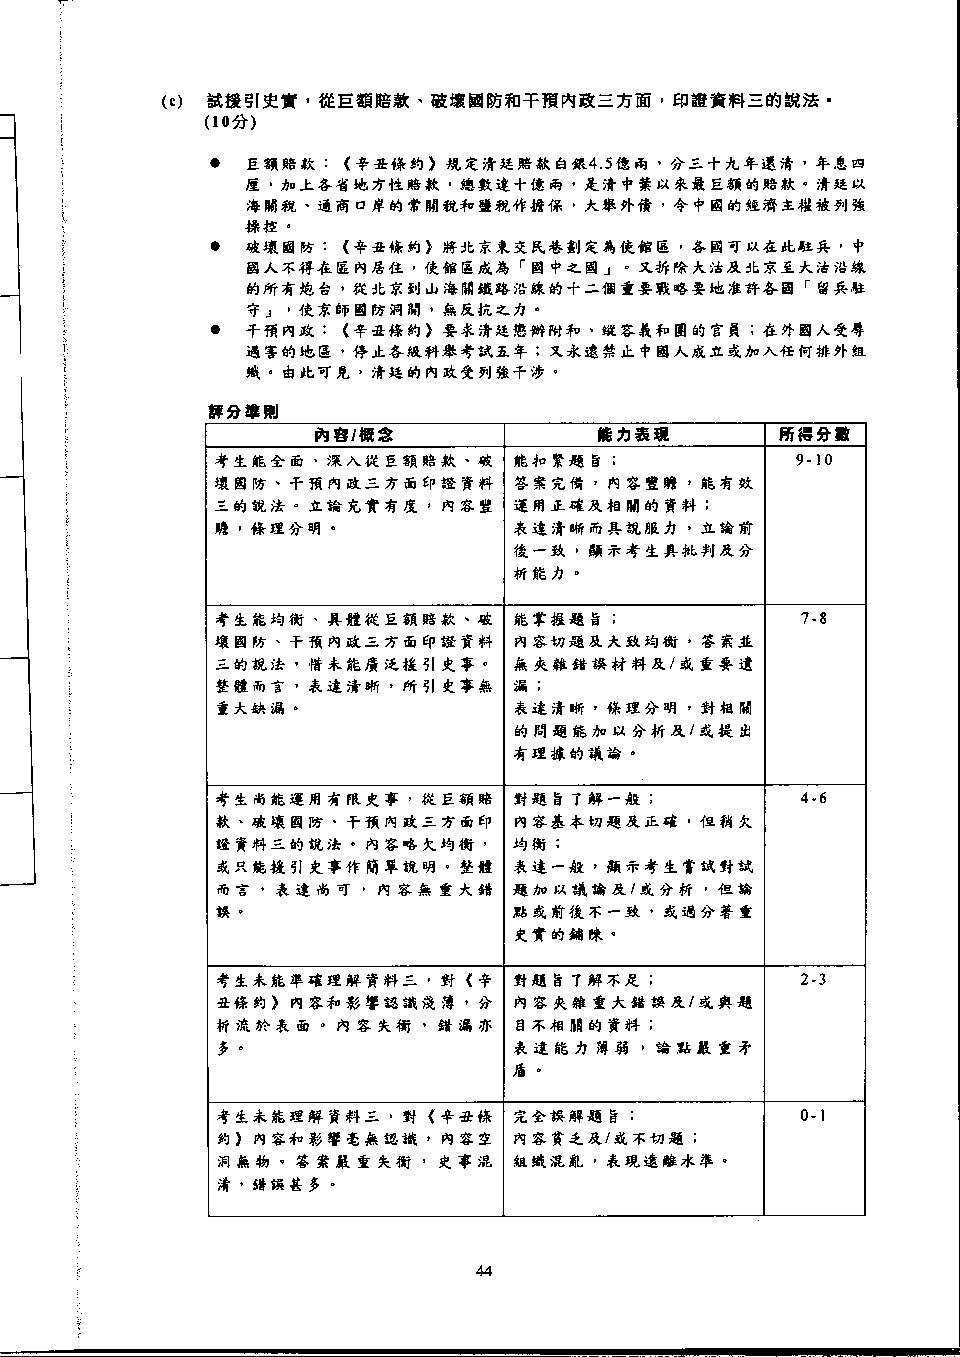 (c) 試援引史實，從巨額賠款、破壞國防和干預內政三方面，印證資料三的說法。
(10分)
● 巨額賠款：《辛丑條約》規定清廷賠款白銀4.5億兩，分三十九年還清，年息四
厘，加上各省地方性賠款，總數達十億兩，是清中葉以來最巨額的賠款。清廷以
海關稅、通商口岸的常關稅和鹽稅作擔保，大舉外債，令中國的經濟主權被列強
操控。
● 破壞國防：《辛丑條約》將北京東交民巷劃定為使館區，各國可以在此駐兵，中
國人不得在區內居住，使館區成為「國中之國」。又拆除大沽及北京至大沽沿線
的所有炮台，從北京到山海關鐵路沿線的十二個重要戰略要地准許各國「留兵駐
守」，使京師國防洞開，無反抗之力。
● 干預內政：《辛丑條約》要求清廷懲辦附和、縱容義和團的官員；在外國人受辱
遇害的地區，停止各級科舉考試五年；又永遠禁止中國人成立或加入任何排外組
織。由此可見，清廷的內政受列強干涉。
評分準則
內容/概念 能力表現 所得分數
考生能全面、深入從巨額賠款、破 能扣緊題旨； 9-10
壞國防、干預內政三方面印證資料 答案完備，內容豐贍，能有效
三的說法。立論充實有度，內容豐 運用正確及相關的資料；
贍，條理分明。 表達清晰而具說服力，立論前
後一致，顯示考生具批判及分
析能力。
考生能均衡、具體從巨額賠款、破 能掌握題旨； 7-8
壞國防、干預內政三方面印證資料 內容切題及大致均衡，答案並
三的說法，惜未能廣泛援引史事。 無夾雜錯誤材料及/或重要遺
整體而言，表達清晰，所引史事無 漏；
重大缺漏。 表達清晰，條理分明，對相關
的問題能加以分析及/或提出
有理據的議論。
考生尚能運用有限史事，從巨額賠 對題旨了解一般； 4-6
款、破壞國防、干預內政三方面印 內容基本切題及正確，但稍欠
證資料三的說法。內容略欠均衡， 均衡；
或只能援引史事作簡單說明。整體 表達一般，顯示考生嘗試對試
而言，表達尚可，內容無重大錯 題加以議論及/或分析，但論
誤。 點或前後不一致，或過分著重
史實的鋪陳。
考生未能準確理解資料三，對《辛 對題旨了解不足； 2-3
丑條約》內容和影響認識淺薄，分 內容夾雜重大錯誤及/或與題
析流於表面。內容失衡，錯漏亦 目不相關的資料；
多。 表達能力薄弱，論點嚴重矛
盾。
考生未能理解資料三，對《辛丑條 完全誤解題旨； 0-1
約》內容和影響毫無認識，內容空 內容貧乏及/或不切題；
洞無物。答案嚴重失衡，史事混 組織混亂，表現遠離水準。
淆，錯誤甚多。
44